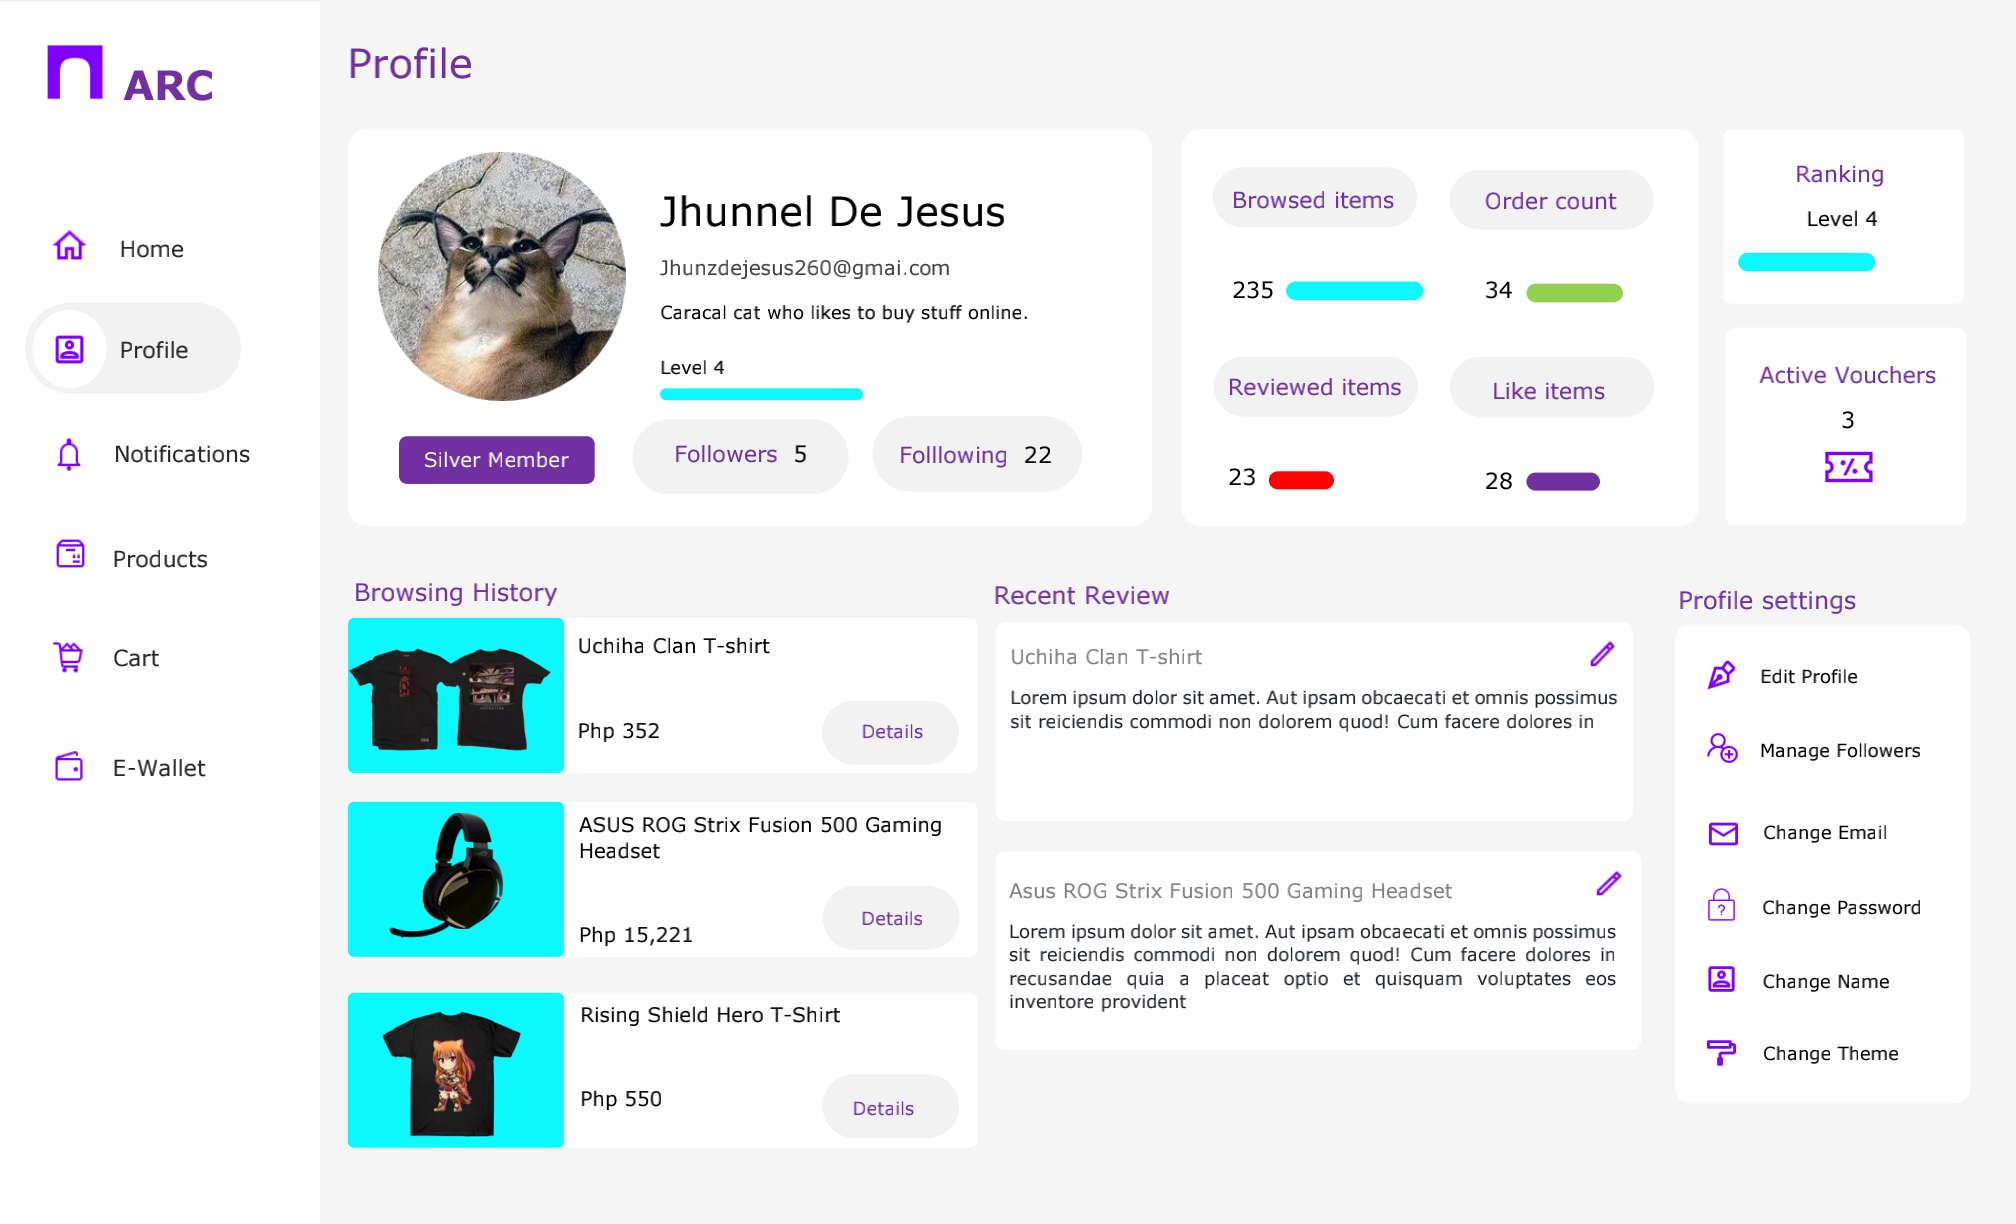 ARC
Home
Profile
Notifications
Products
Cart
E-Wallet
Profile
Jhunnel De Jesus
Jhunzdejesus260@gmai.com
Caracal cat who likes to buy stuff online.
Level 4
Silver Member
Followers 5
Folllowing 22
Browsed items
Order count
235
34
Reviewed items
Like items
23
28
Ranking
Level 4
Active Vouchers
3
Browsing History
Uchiha Clan T-shirt
Php 352
Details
ASUS ROG Strix Fusion 500 Gaming
Headset
Php 15,221
Details
Rising Shield Hero T-Shirt
Php 550
Details
Recent Review
Uchiha Clan T-shirt
Lorem ipsum dolor sit amet. Aut ipsam obcaecati et omnis possimus
sit reiciendis commodi non dolorem quod! Cum facere dolores in
Asus ROG Strix Fusion 500 Gaming Headset
Lorem ipsum dolor sit amet. Aut ipsam obcaecati et omnis possimus
sit reiciendis commodi non dolorem quod! Cum facere dolores in
recusandae quia a placeat optio et quisquam voluptates eos
inventore provident
Profile settings
Edit Profile
Manage Followers
Change Email
Change Password
Change Name
Change Theme